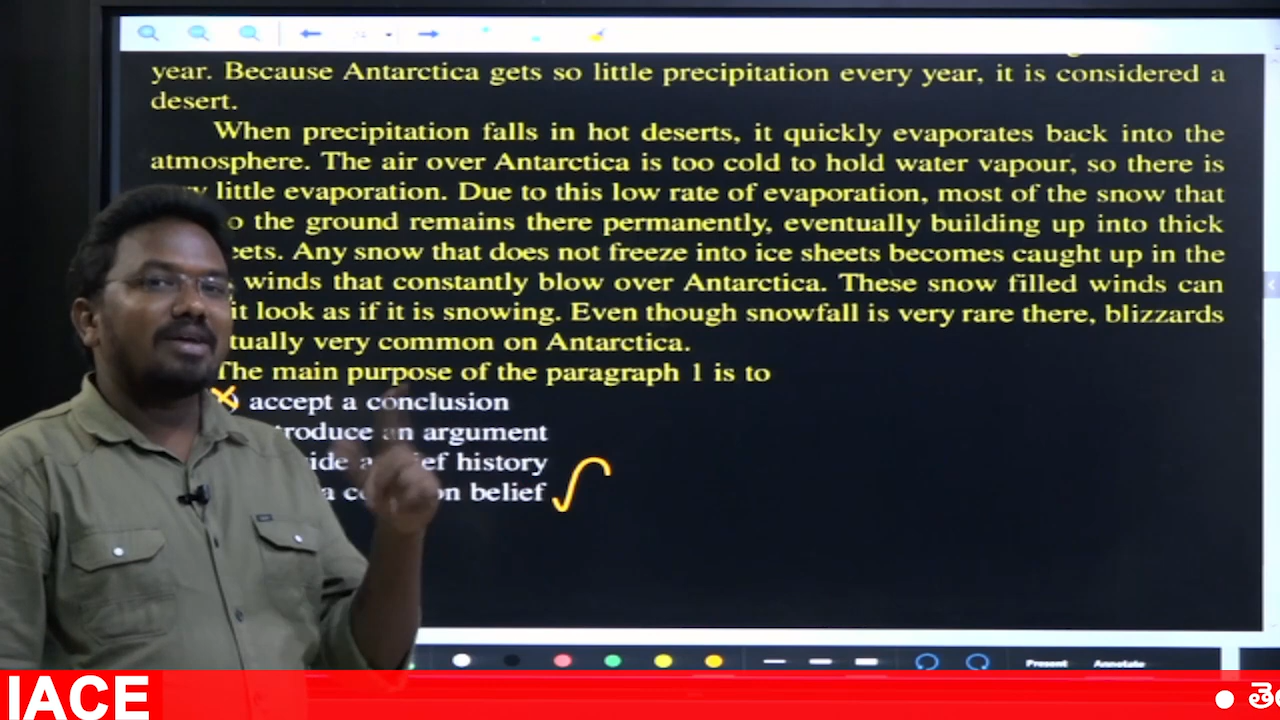 year. Because Antarctica gets so little precipitation every year, it is considered a
desert.
When precipitation falls in hot deserts, it quickly evaporates back into the
atmosphere. The air over Antarctica is too cold to hold water vapour, so there is
little evaporation. Due to this low rate of evaporation, most of the snow that
the ground remains there permanently, eventually building up into thick
Any snow that does not freeze into ice sheets becomes caught up in the
winds that constantly blow over Antarctica. These snow filled winds can
it look as if it is snowing. Even though snowfall is very rare there, blizzards
very common on Antarctica.
The main purpose of the paragraph 1 is to
accept a conclusion
an argument
history
a belief
Present Annotate
IACE